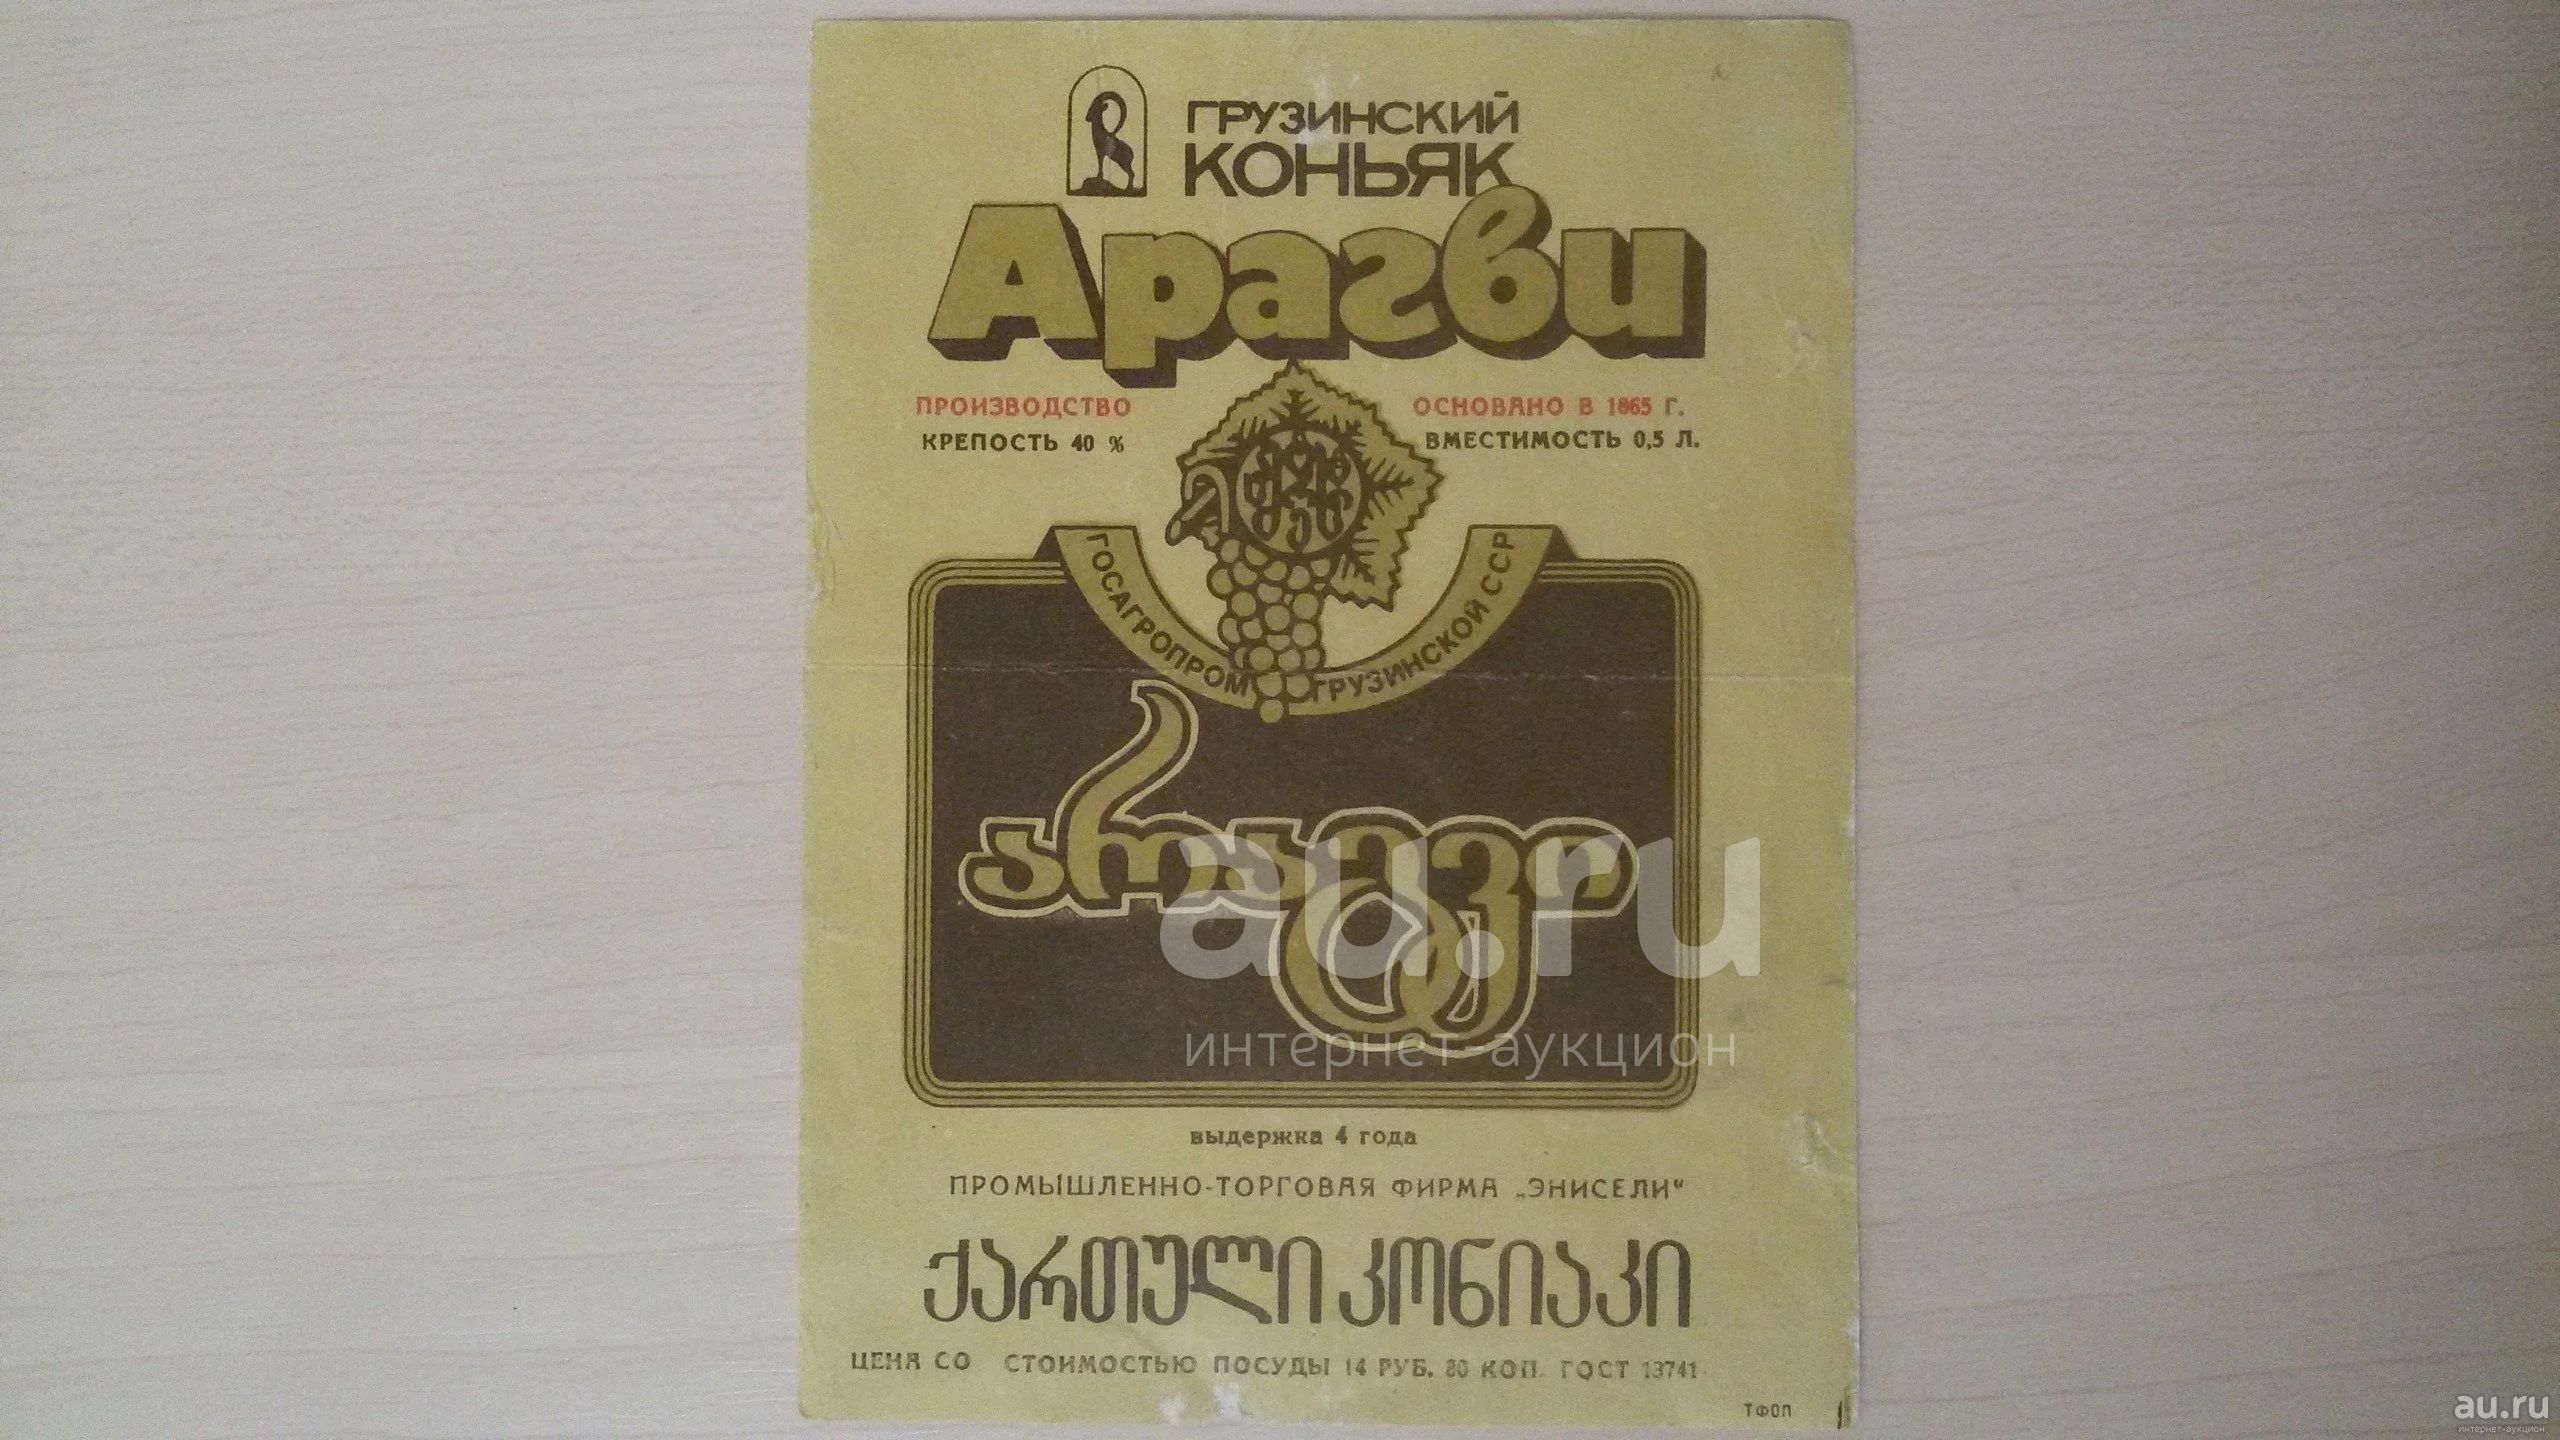 ГРУЗИНСКИЙ
КОНЬЯК
Арагви
ПРОИЗВОДСТВО ОСНОВАНО В 1865 Г.
КРЕПОСТЬ 40 % ВМЕСТИМОСТЬ 0,5 Л.
ГОСАГРОПРОМ ГРУЗИНСКОЙ ССР
არაგვი
au.ru
интернет-аукцион
выдержка 4 года
ПРОМЫШЛЕННО-ТОРГОВАЯ ФИРМА „ЭНИСЕЛИ"
ქართული კონიაკი
ЦЕНА СО СТОИМОСТЬЮ ПОСУДЫ 14 РУБ. 80 КОП. ГОСТ 13741
ТФОП
au.ru
интернет-аукцион